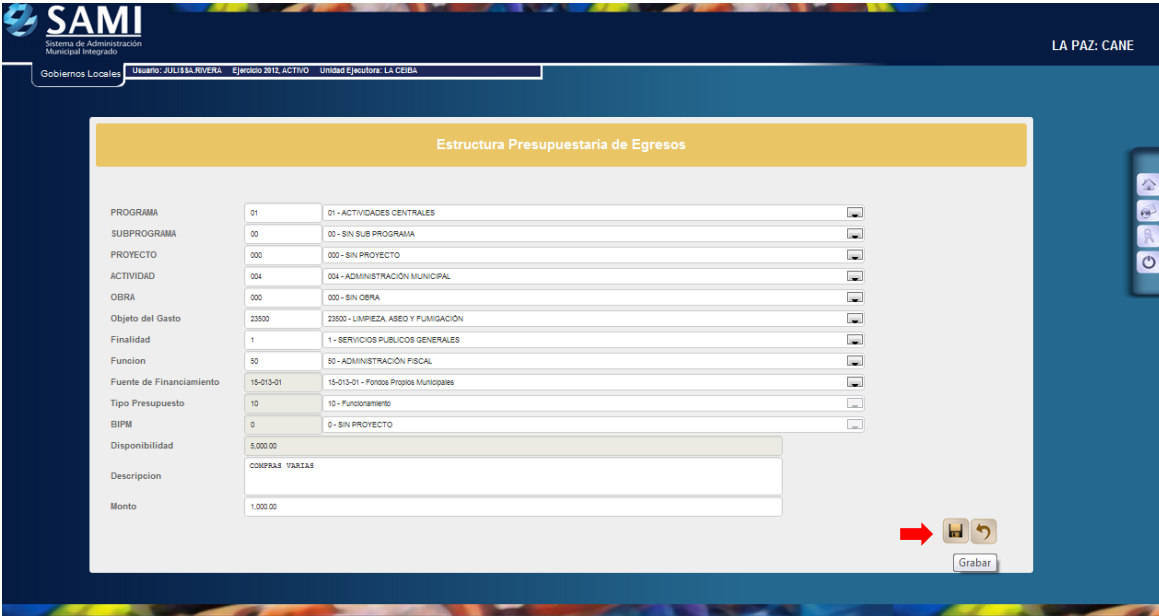 SAMI
Sistema de Administración
Municipal Integrado
LA PAZ: CANE
Gobiernos Locales
Usuario: JULISSA.RIVERA Ejercicio 2012, ACTIVO Unidad Ejecutora: LA CEIBA
Estructura Presupuestaria de Egresos
PROGRAMA 01 01 - ACTIVIDADES CENTRALES
SUBPROGRAMA 00 00 - SIN SUB PROGRAMA
PROYECTO 000 000 - SIN PROYECTO
ACTIVIDAD 004 004 - ADMINISTRACIÓN MUNICIPAL
OBRA 000 000 - SIN OBRA
Objeto del Gasto 23500 23500 - LIMPIEZA, ASEO Y FUMIGACIÓN
Finalidad 1 1 - SERVICIOS PUBLICOS GENERALES
Funcion 50 50 - ADMINISTRACIÓN FISCAL
Fuente de Financiamiento 15-013-01 15-013-01 - Fondos Propios Municipales
Tipo Presupuesto 10 10 - Funcionamiento
BIPM 0 0 - SIN PROYECTO
Disponibilidad 5,000.00
Descripcion COMPRAS VARIAS
Monto 1,000.00
Grabar